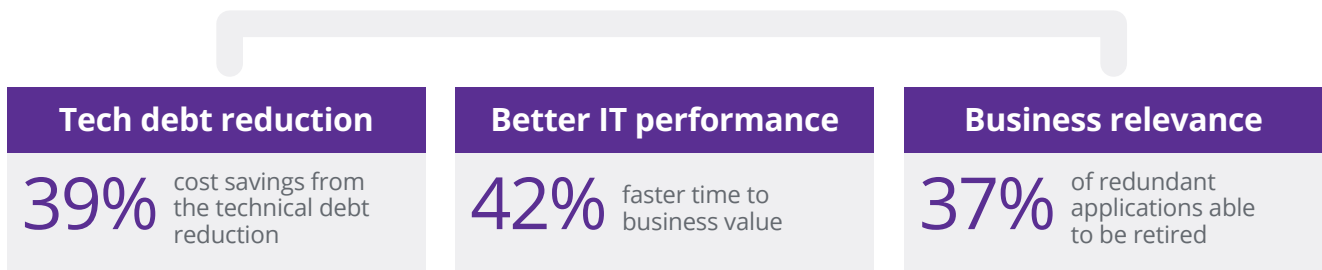 Tech debt reduction
39%
cost savings from
the technical debt
reduction
Better IT performance
42%
faster time to
business value
Business relevance
37%
of redundant
applications able
to be retired